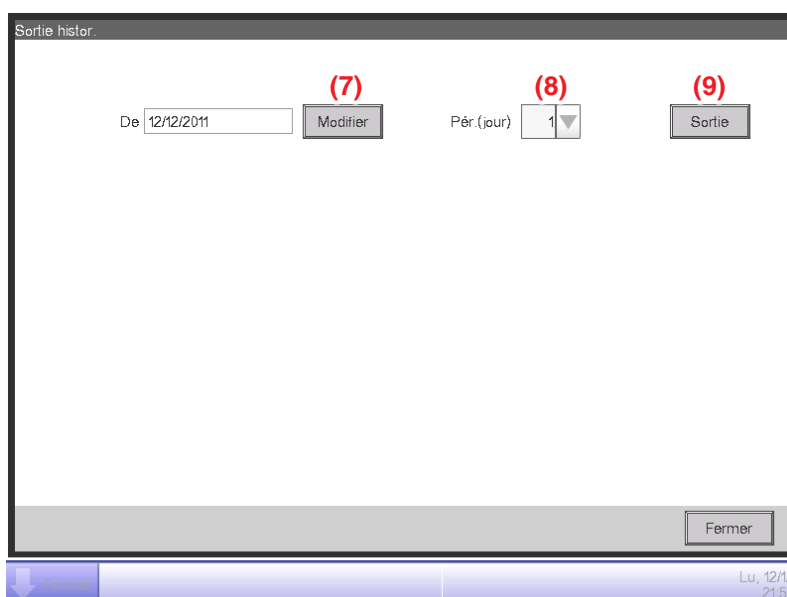 Sortie histor.
(7) (8) (9)
De 12/12/2011 Modifier Pér.(jour) 1 Sortie
Fermer
Lu, 12/1
21:5